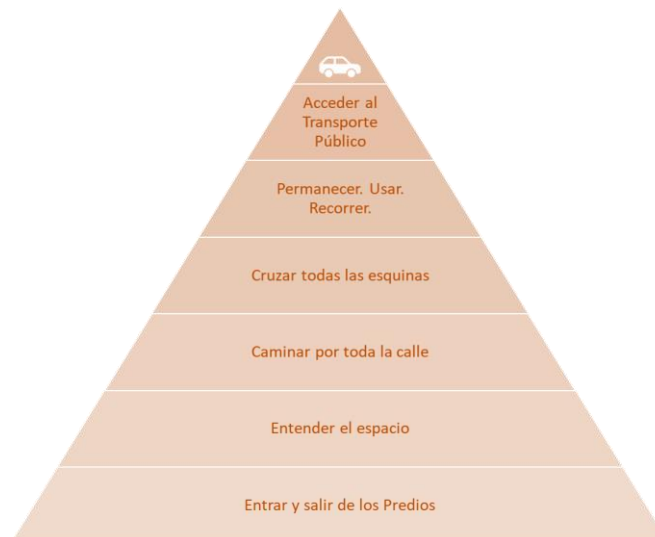 Acceder al
Transporte
Público
Permanecer. Usar.
Recorrer.
Cruzar todas las esquinas
Caminar por toda la calle
Entender el espacio
Entrar y salir de los Predios